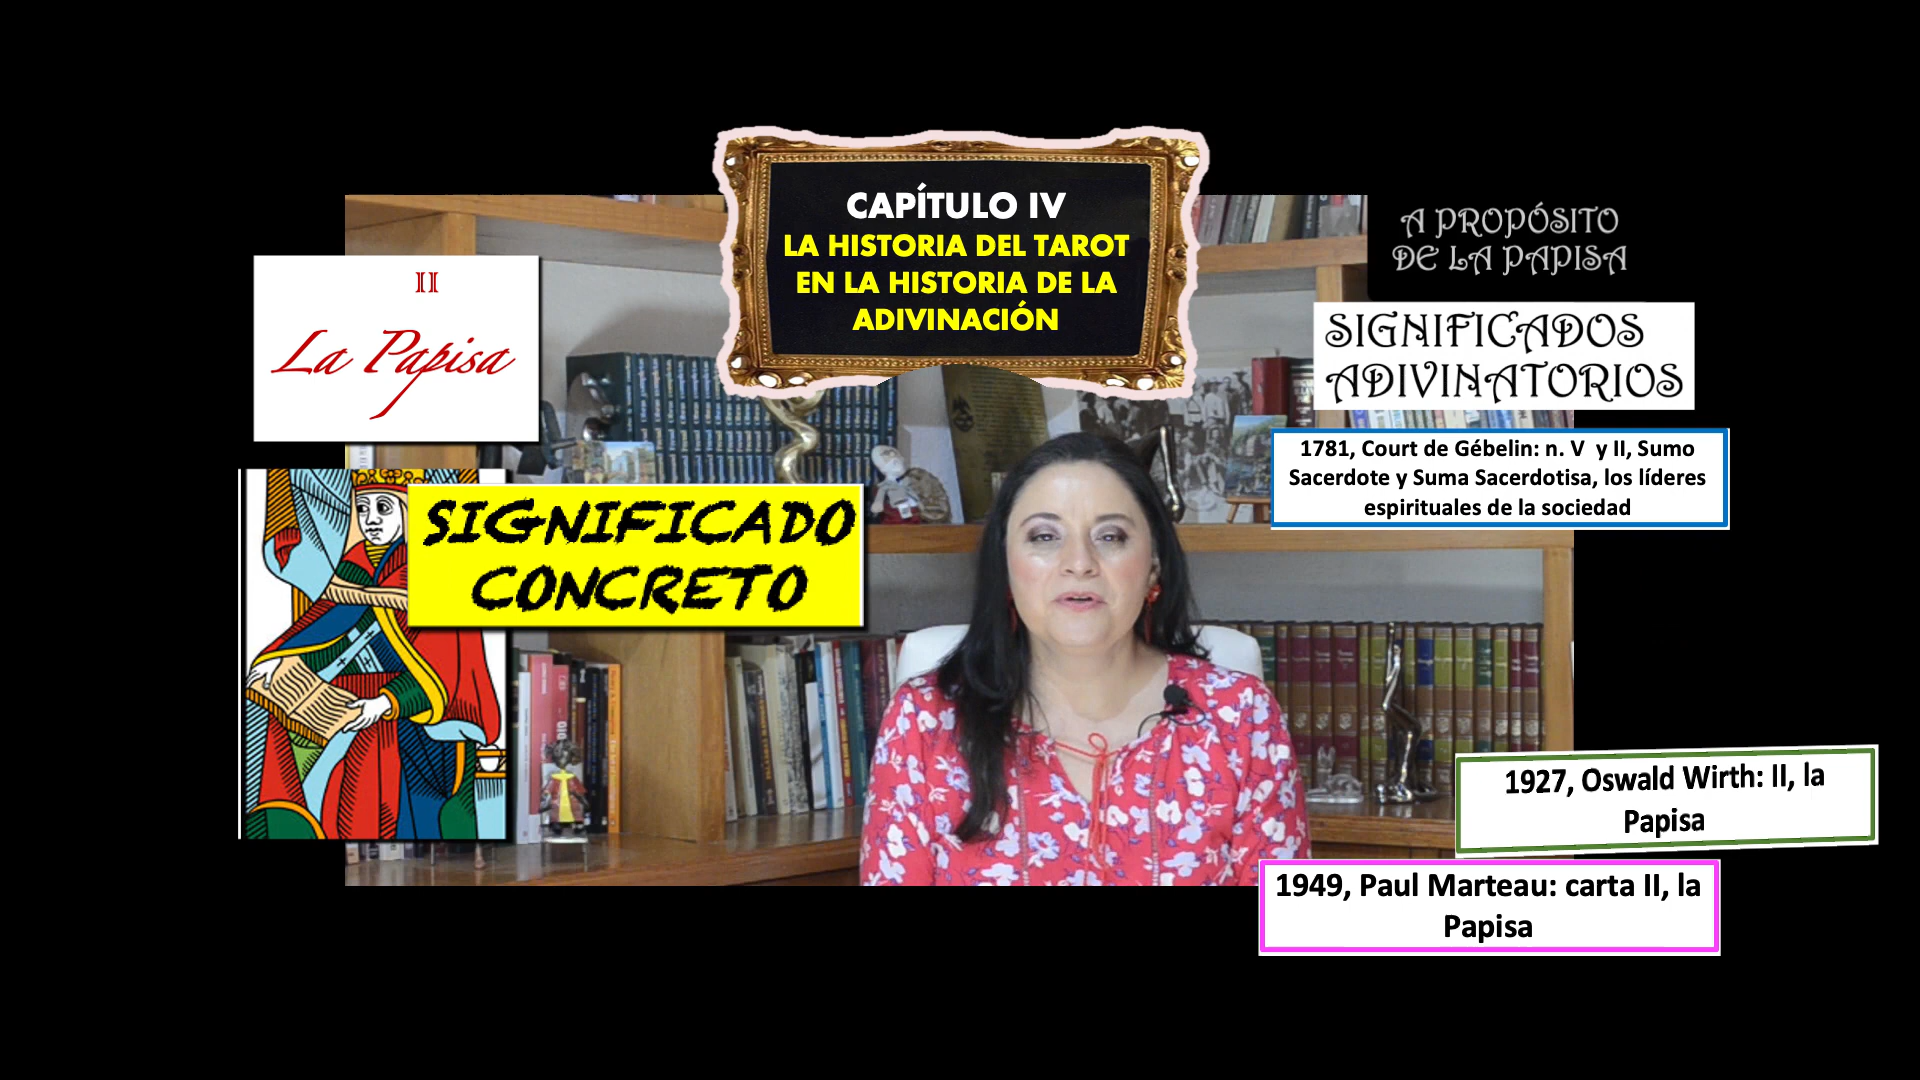 CAPÍTULO IV
LA HISTORIA DEL TAROT
EN LA HISTORIA DE LA
ADIVINACIÓN
II
La Papisa
SIGNIFICADO
CONCRETO
A PROPÓSITO
DE LA PAPISA
SIGNIFICADOS
ADIVINATORIOS
1781, Court de Gébelin: n. V y II, Sumo
Sacerdote y Suma Sacerdotisa, los líderes
espirituales de la sociedad
1927, Oswald Wirth: II, la
Papisa
1949, Paul Marteau: carta II, la
Papisa